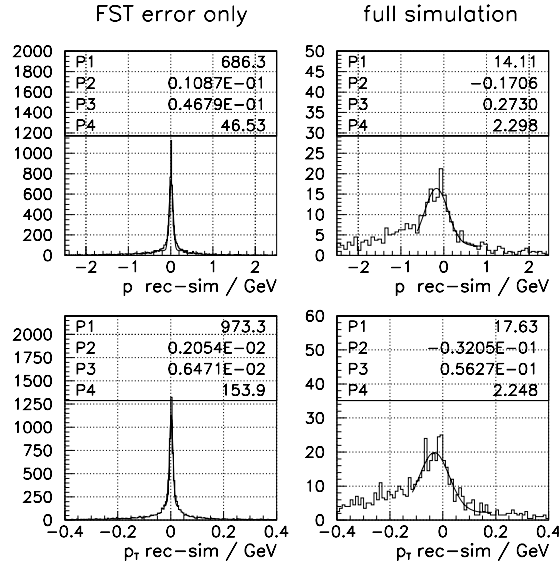 FST error only
full simulation
2000
1800
1600
1400
1200
1000
800
600
400
200
0
P1 686.3
P2 0.1087E-01
P3 0.4679E-01
P4 46.53
−2 −1 0 1 2
p rec-sim / GeV
50
45
40
35
30
25
20
15
10
5
0
P1 14.11
P2 −0.1706
P3 0.2730
P4 2.298
−2 −1 0 1 2
p rec-sim / GeV
2000
1750
1500
1250
1000
750
500
250
0
P1 973.3
P2 0.2054E-02
P3 0.6471E-02
P4 153.9
−0.4 −0.2 0 0.2 0.4
pT rec-sim / GeV
60
50
40
30
20
10
0
P1 17.63
P2 −0.3205E-01
P3 0.5627E-01
P4 2.248
−0.4 −0.2 0 0.2 0.4
pT rec-sim / GeV